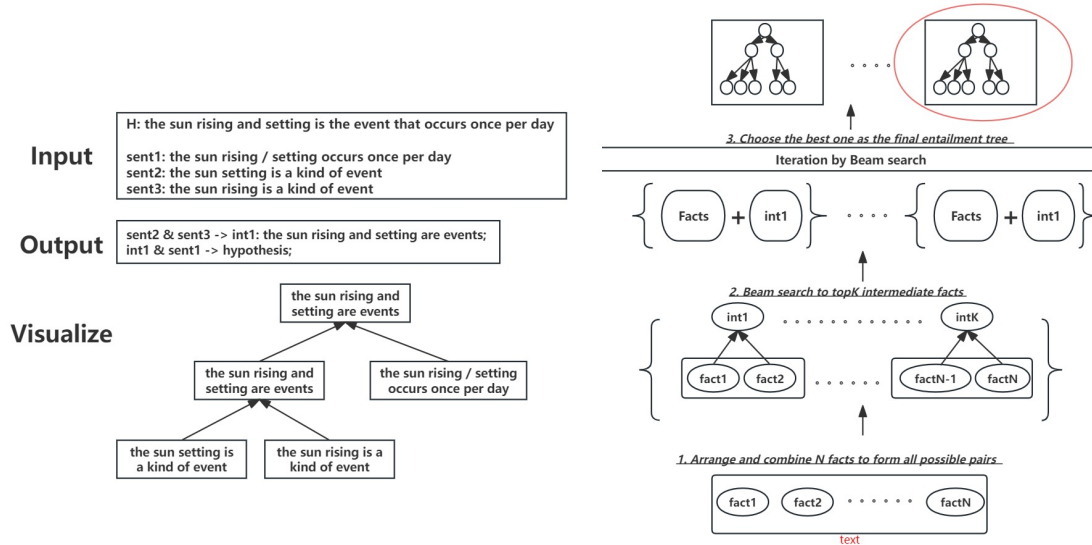 Input
H: the sun rising and setting is the event that occurs once per day
sent1: the sun rising / setting occurs once per day
sent2: the sun setting is a kind of event
sent3: the sun rising is a kind of event
Output
sent2 & sent3 -> int1: the sun rising and setting are events;
int1 & sent1 -> hypothesis;
Visualize
the sun rising and
setting are events
the sun rising and
setting are events
the sun rising / setting
occurs once per day
the sun setting is
a kind of event
the sun rising is a
kind of event
3. Choose the best one as the final entailment tree
Iteration by Beam search
Facts + int1
Facts + int1
2. Beam search to topK intermediate facts
int1
intK
fact1
fact2
factN-1
factN
1. Arrange and combine N facts to form all possible pairs
fact1
fact2
factN
text